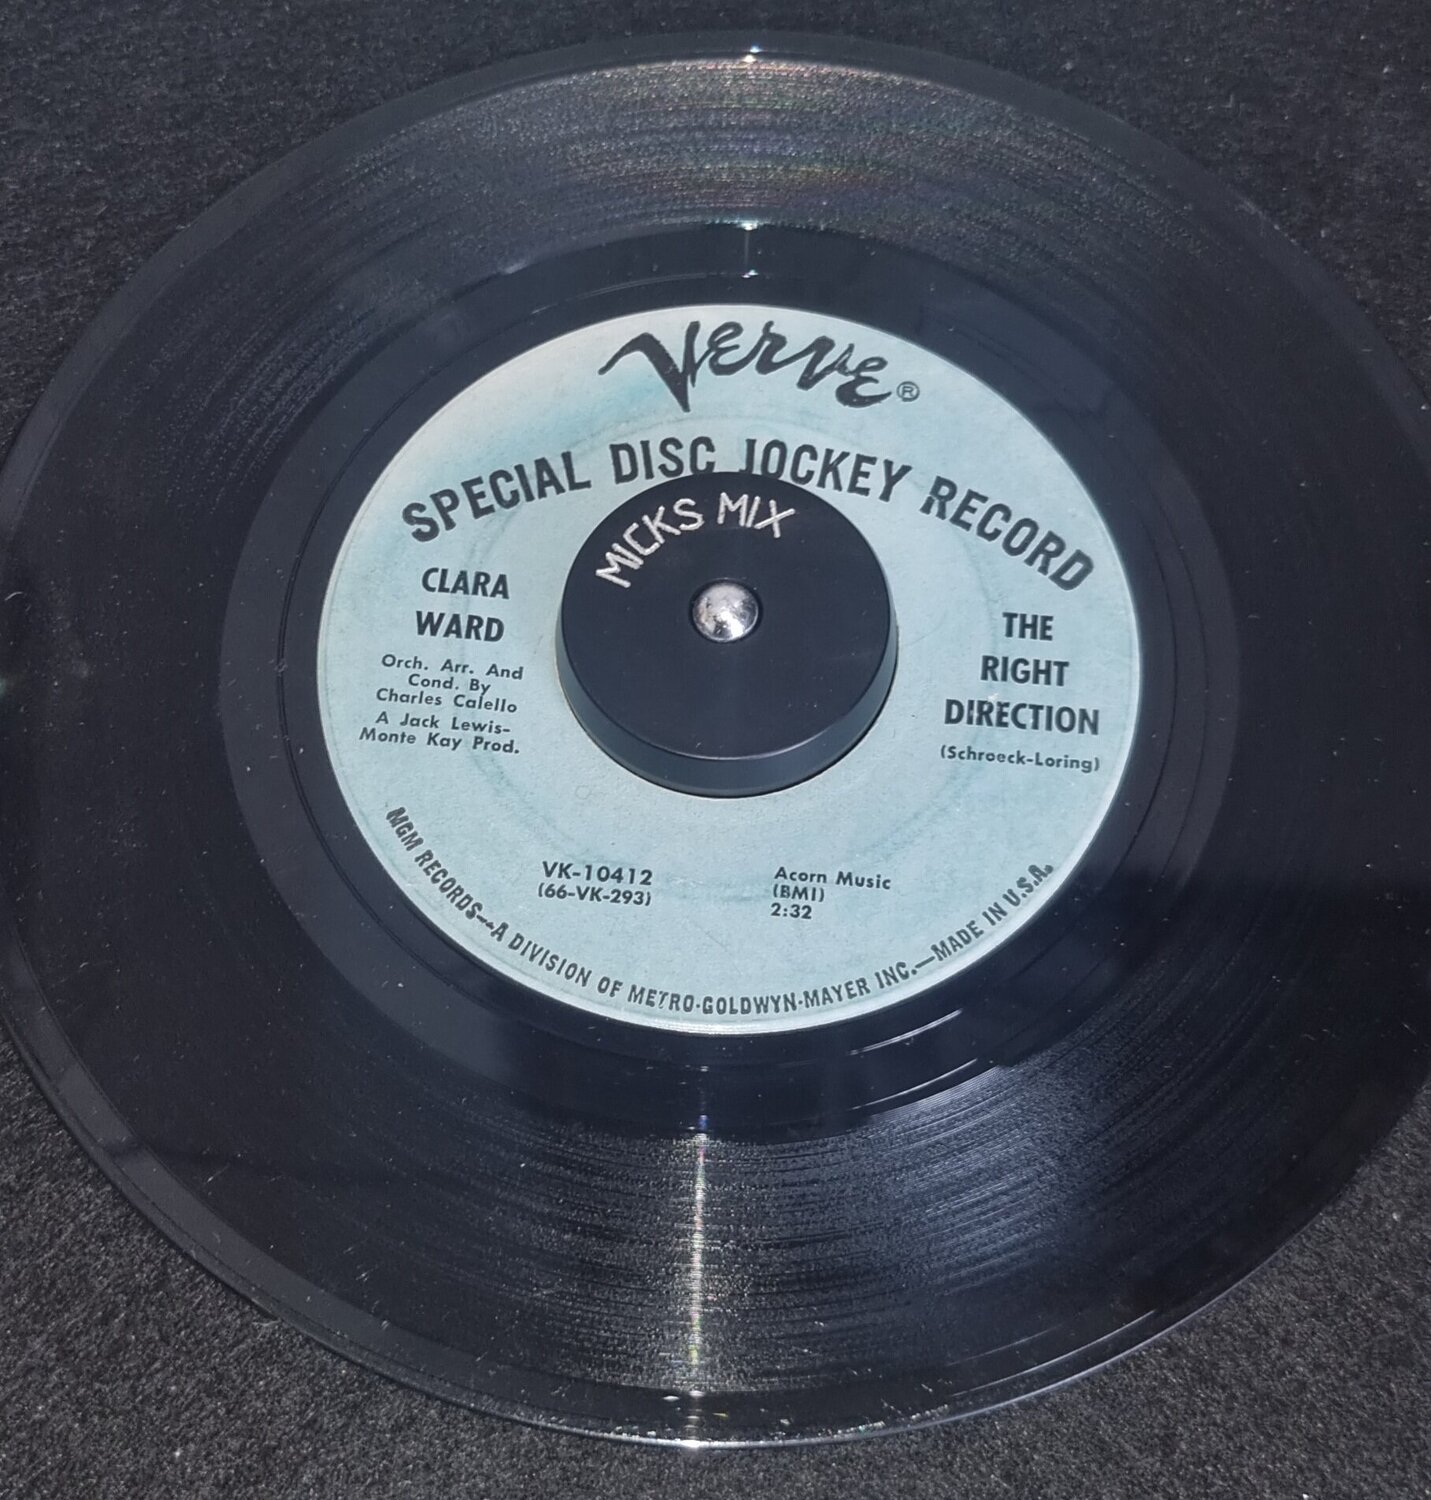 Verve®
SPECIAL DISC JOCKEY RECORD
MICKS MIX
CLARA
WARD
Orch. Arr. And
Cond. By
Charles Calello
A Jack Lewis-
Monte Kay Prod.
THE
RIGHT
DIRECTION
(Schroeck-Loring)
VK-10412
(66-VK-293)
Acorn Music
(BMI)
2:32
MGM RECORDS—A DIVISION OF METRO-GOLDWYN-MAYER INC.—MADE IN U.S.A.